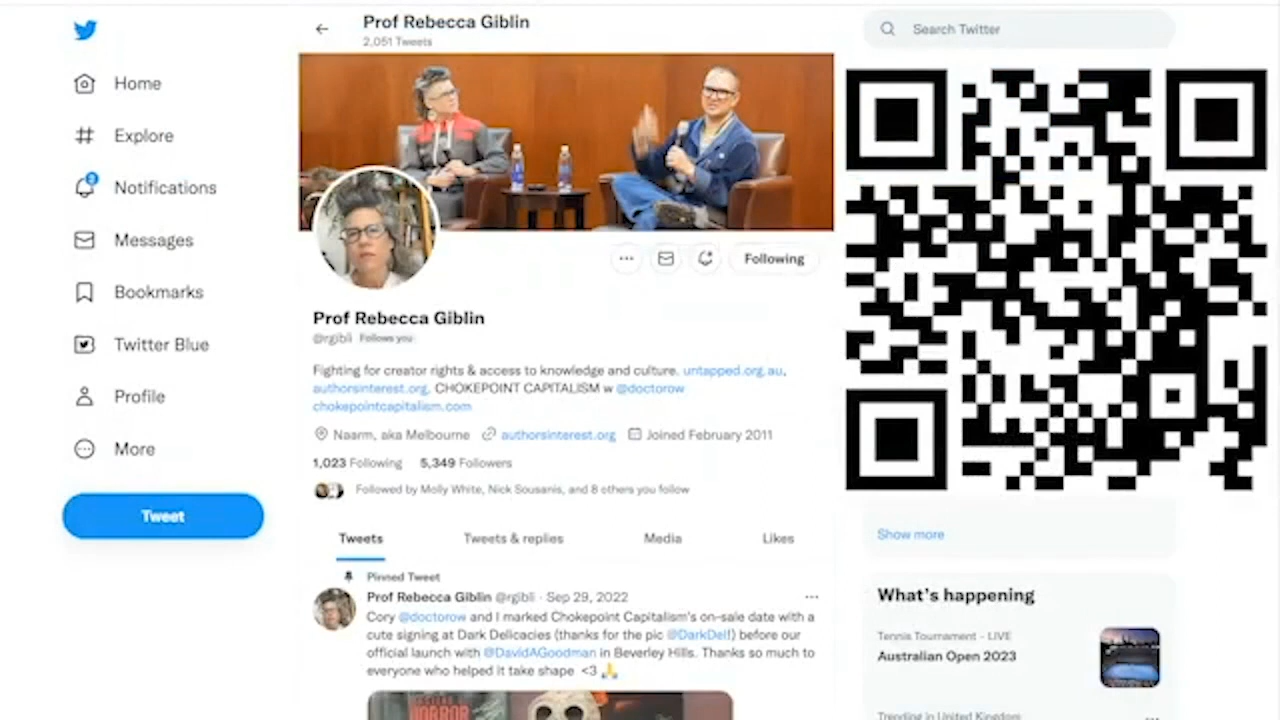 Prof Rebecca Giblin
2,051 Tweets
Search Twitter
Home
Explore
2
Notifications
Messages
Bookmarks
Twitter Blue
Profile
More
Tweet
Following
Prof Rebecca Giblin
@rgibli Follows you
Fighting for creator rights & access to knowledge and culture. untapped.org.au,
authorsinterest.org, CHOKEPOINT CAPITALISM w @doctorow
chokepointcapitalism.com
Naarm, aka Melbourne authorsinterest.org Joined February 2011
1,023 Following 5,349 Followers
Followed by Molly White, Nick Sousanis, and 8 others you follow
Tweets Tweets & replies Media Likes
Pinned Tweet
Prof Rebecca Giblin @rgibli · Sep 29, 2022
Cory @doctorow and I marked Chokepoint Capitalism's on-sale date with a
cute signing at Dark Delicacies (thanks for the pic @DarkDel!) before our
official launch with @DavidAGoodman in Beverley Hills. Thanks so much to
everyone who helped it take shape <3 🙏
HORROR
Show more
What's happening
Tennis Tournament · LIVE
Australian Open 2023
Trending in United Kingdom